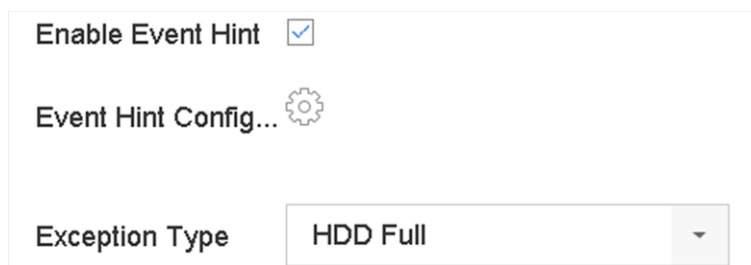 Enable Event Hint
Event Hint Config...
Exception Type HDD Full